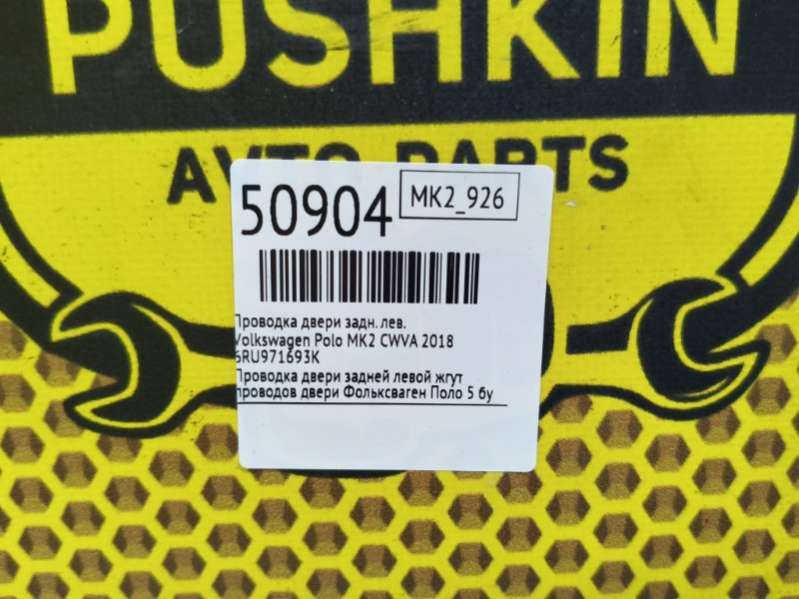 PUSHKIN
AVTO PARTS
50904
MK2_926
Проводка двери задн. лев.
Volkswagen Polo MK2 CWVA 2018
6RU971693K
Проводка двери задней левой жгут
проводов двери Фольксваген Поло 5 бу